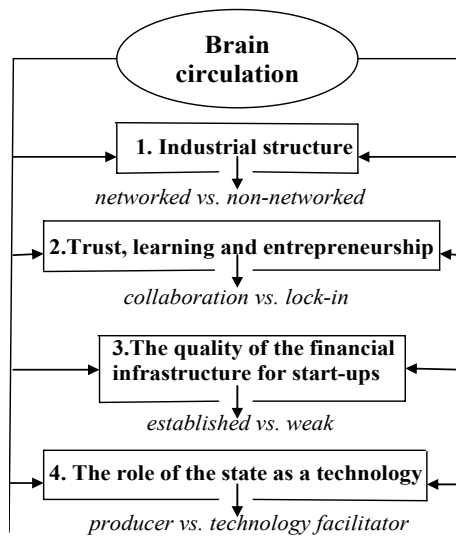 Brain
circulation
1. Industrial structure
networked vs. non-networked
2.Trust, learning and entrepreneurship
collaboration vs. lock-in
3.The quality of the financial
infrastructure for start-ups
established vs. weak
4. The role of the state as a technology
producer vs. technology facilitator